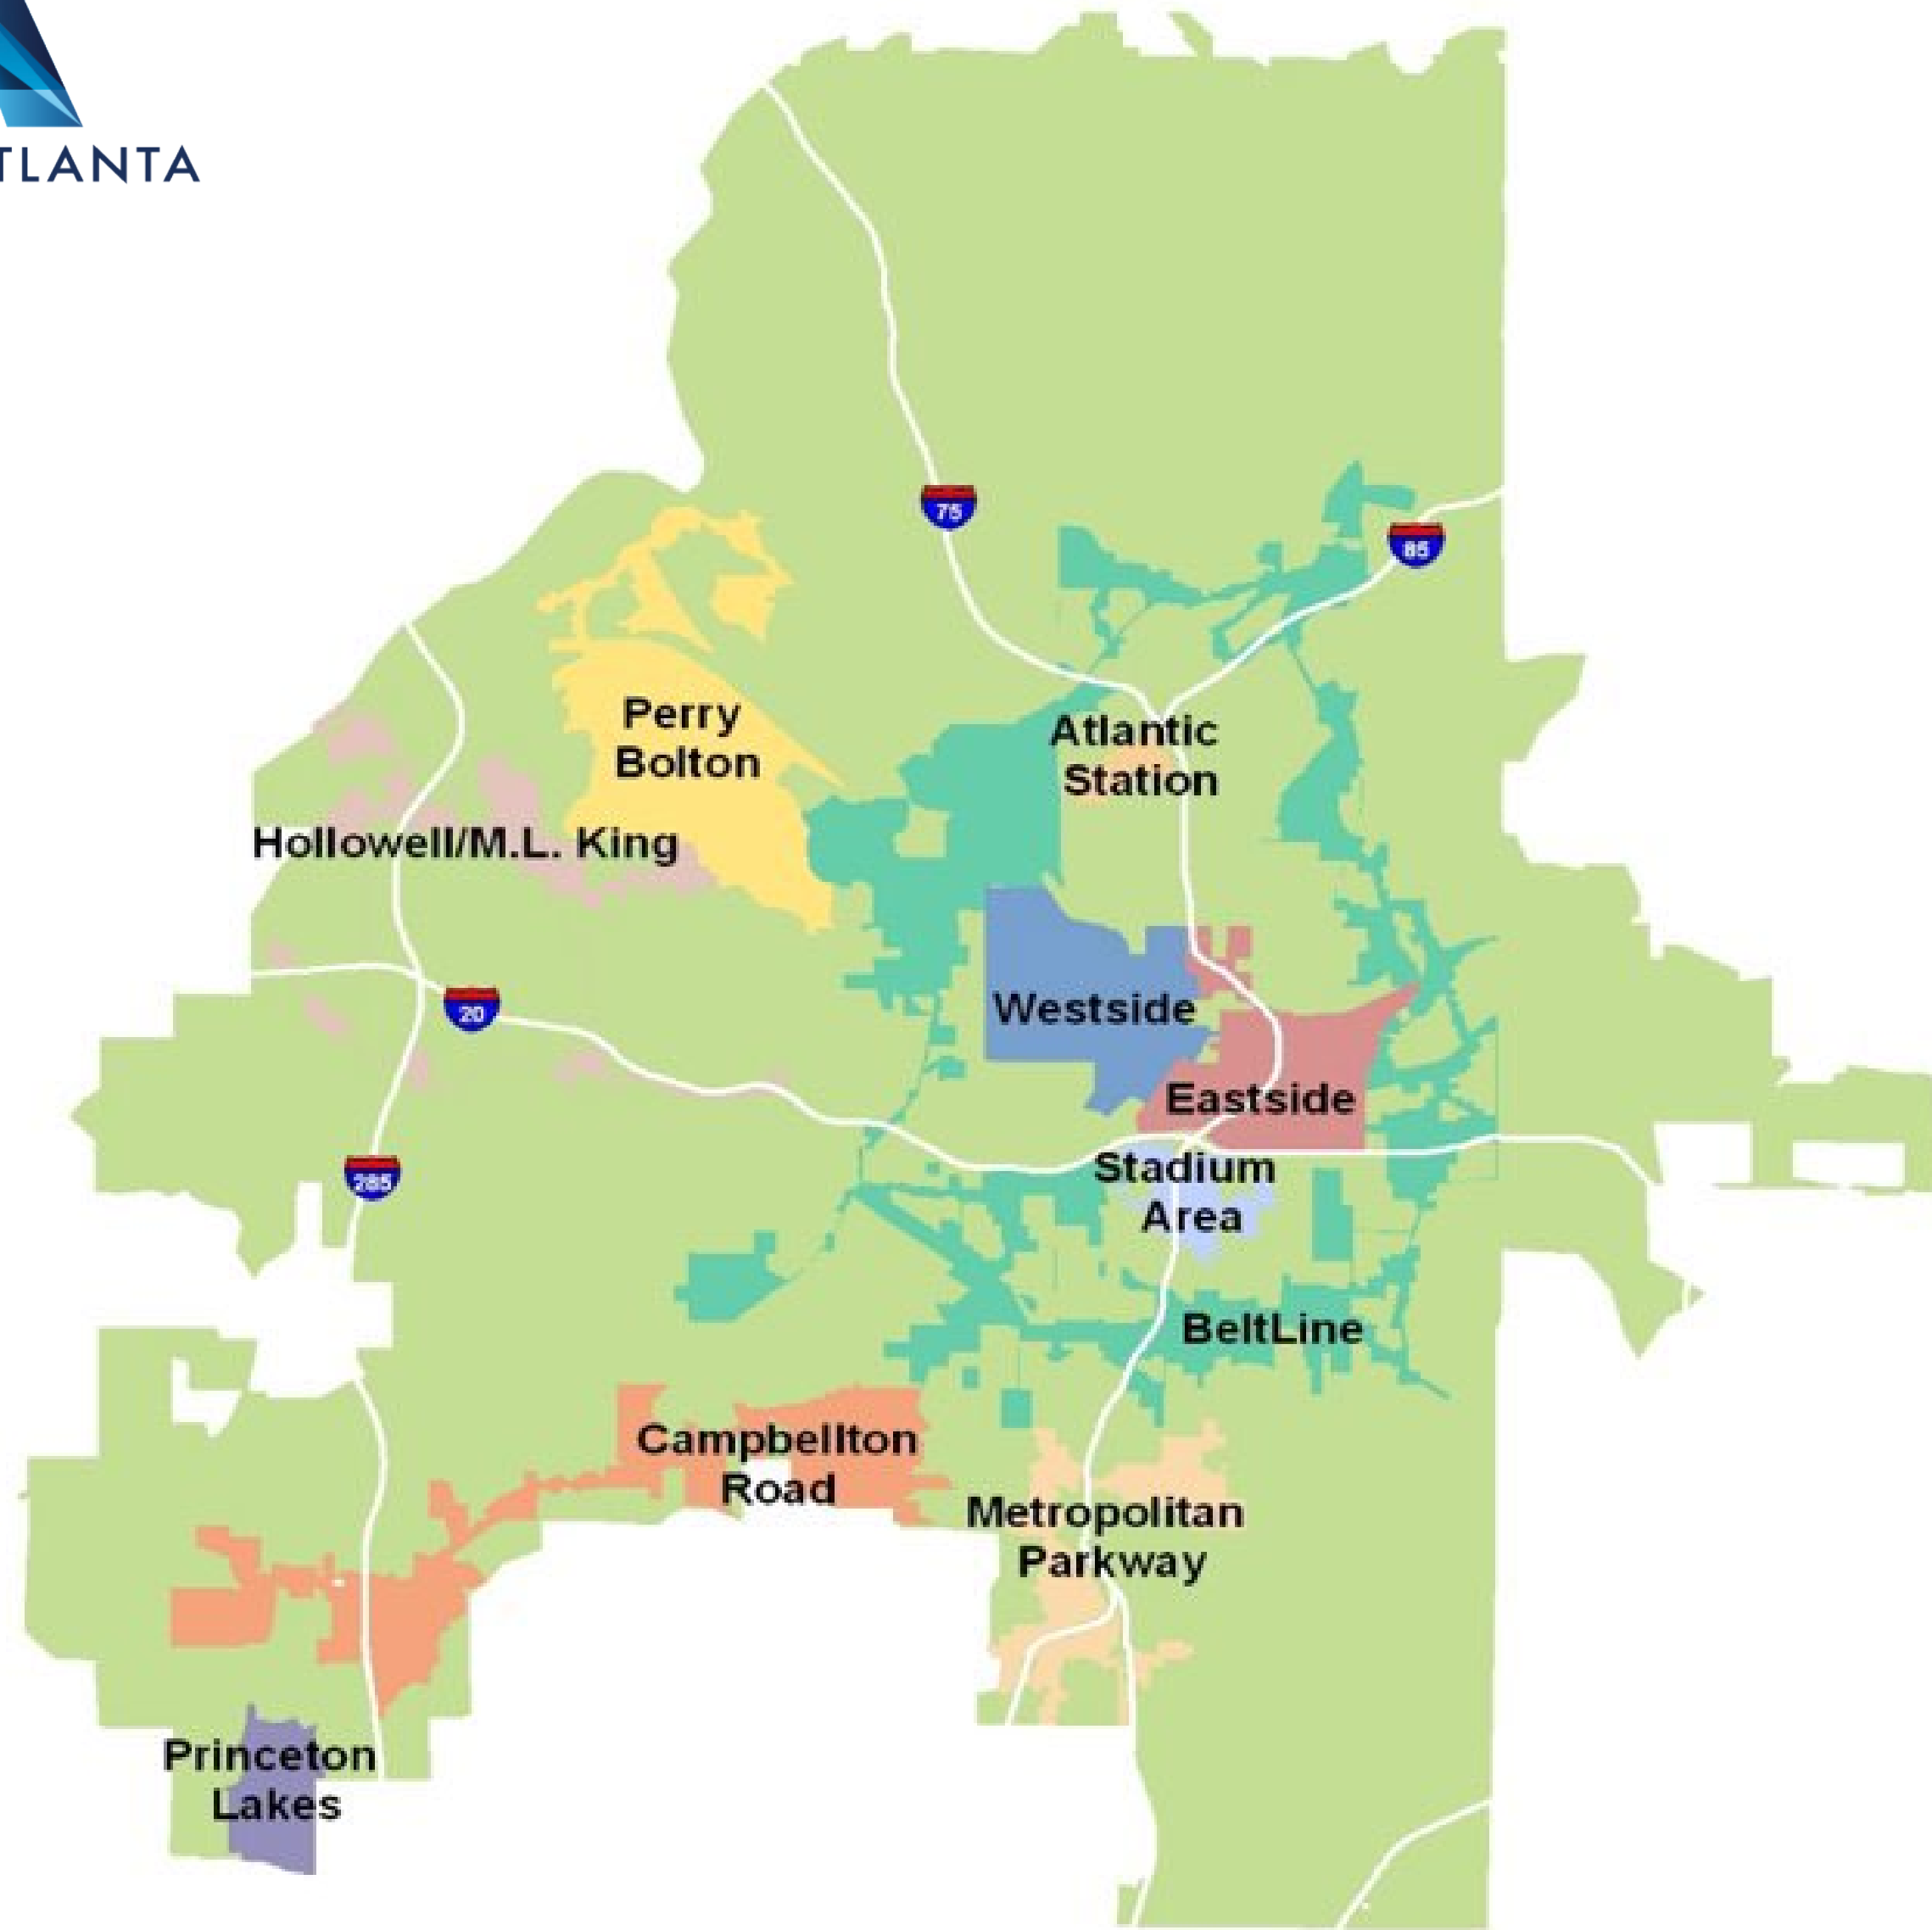 TLANTA
75
85
Perry
Bolton
Atlantic
Station
Hollowell/M.L. King
20
Westside
Eastside
285
Stadium
Area
BeltLine
Campbellton
Road
Metropolitan
Parkway
Princeton
Lakes